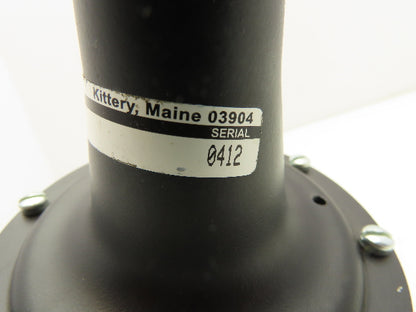 Kittery, Maine 03904
SERIAL
0412